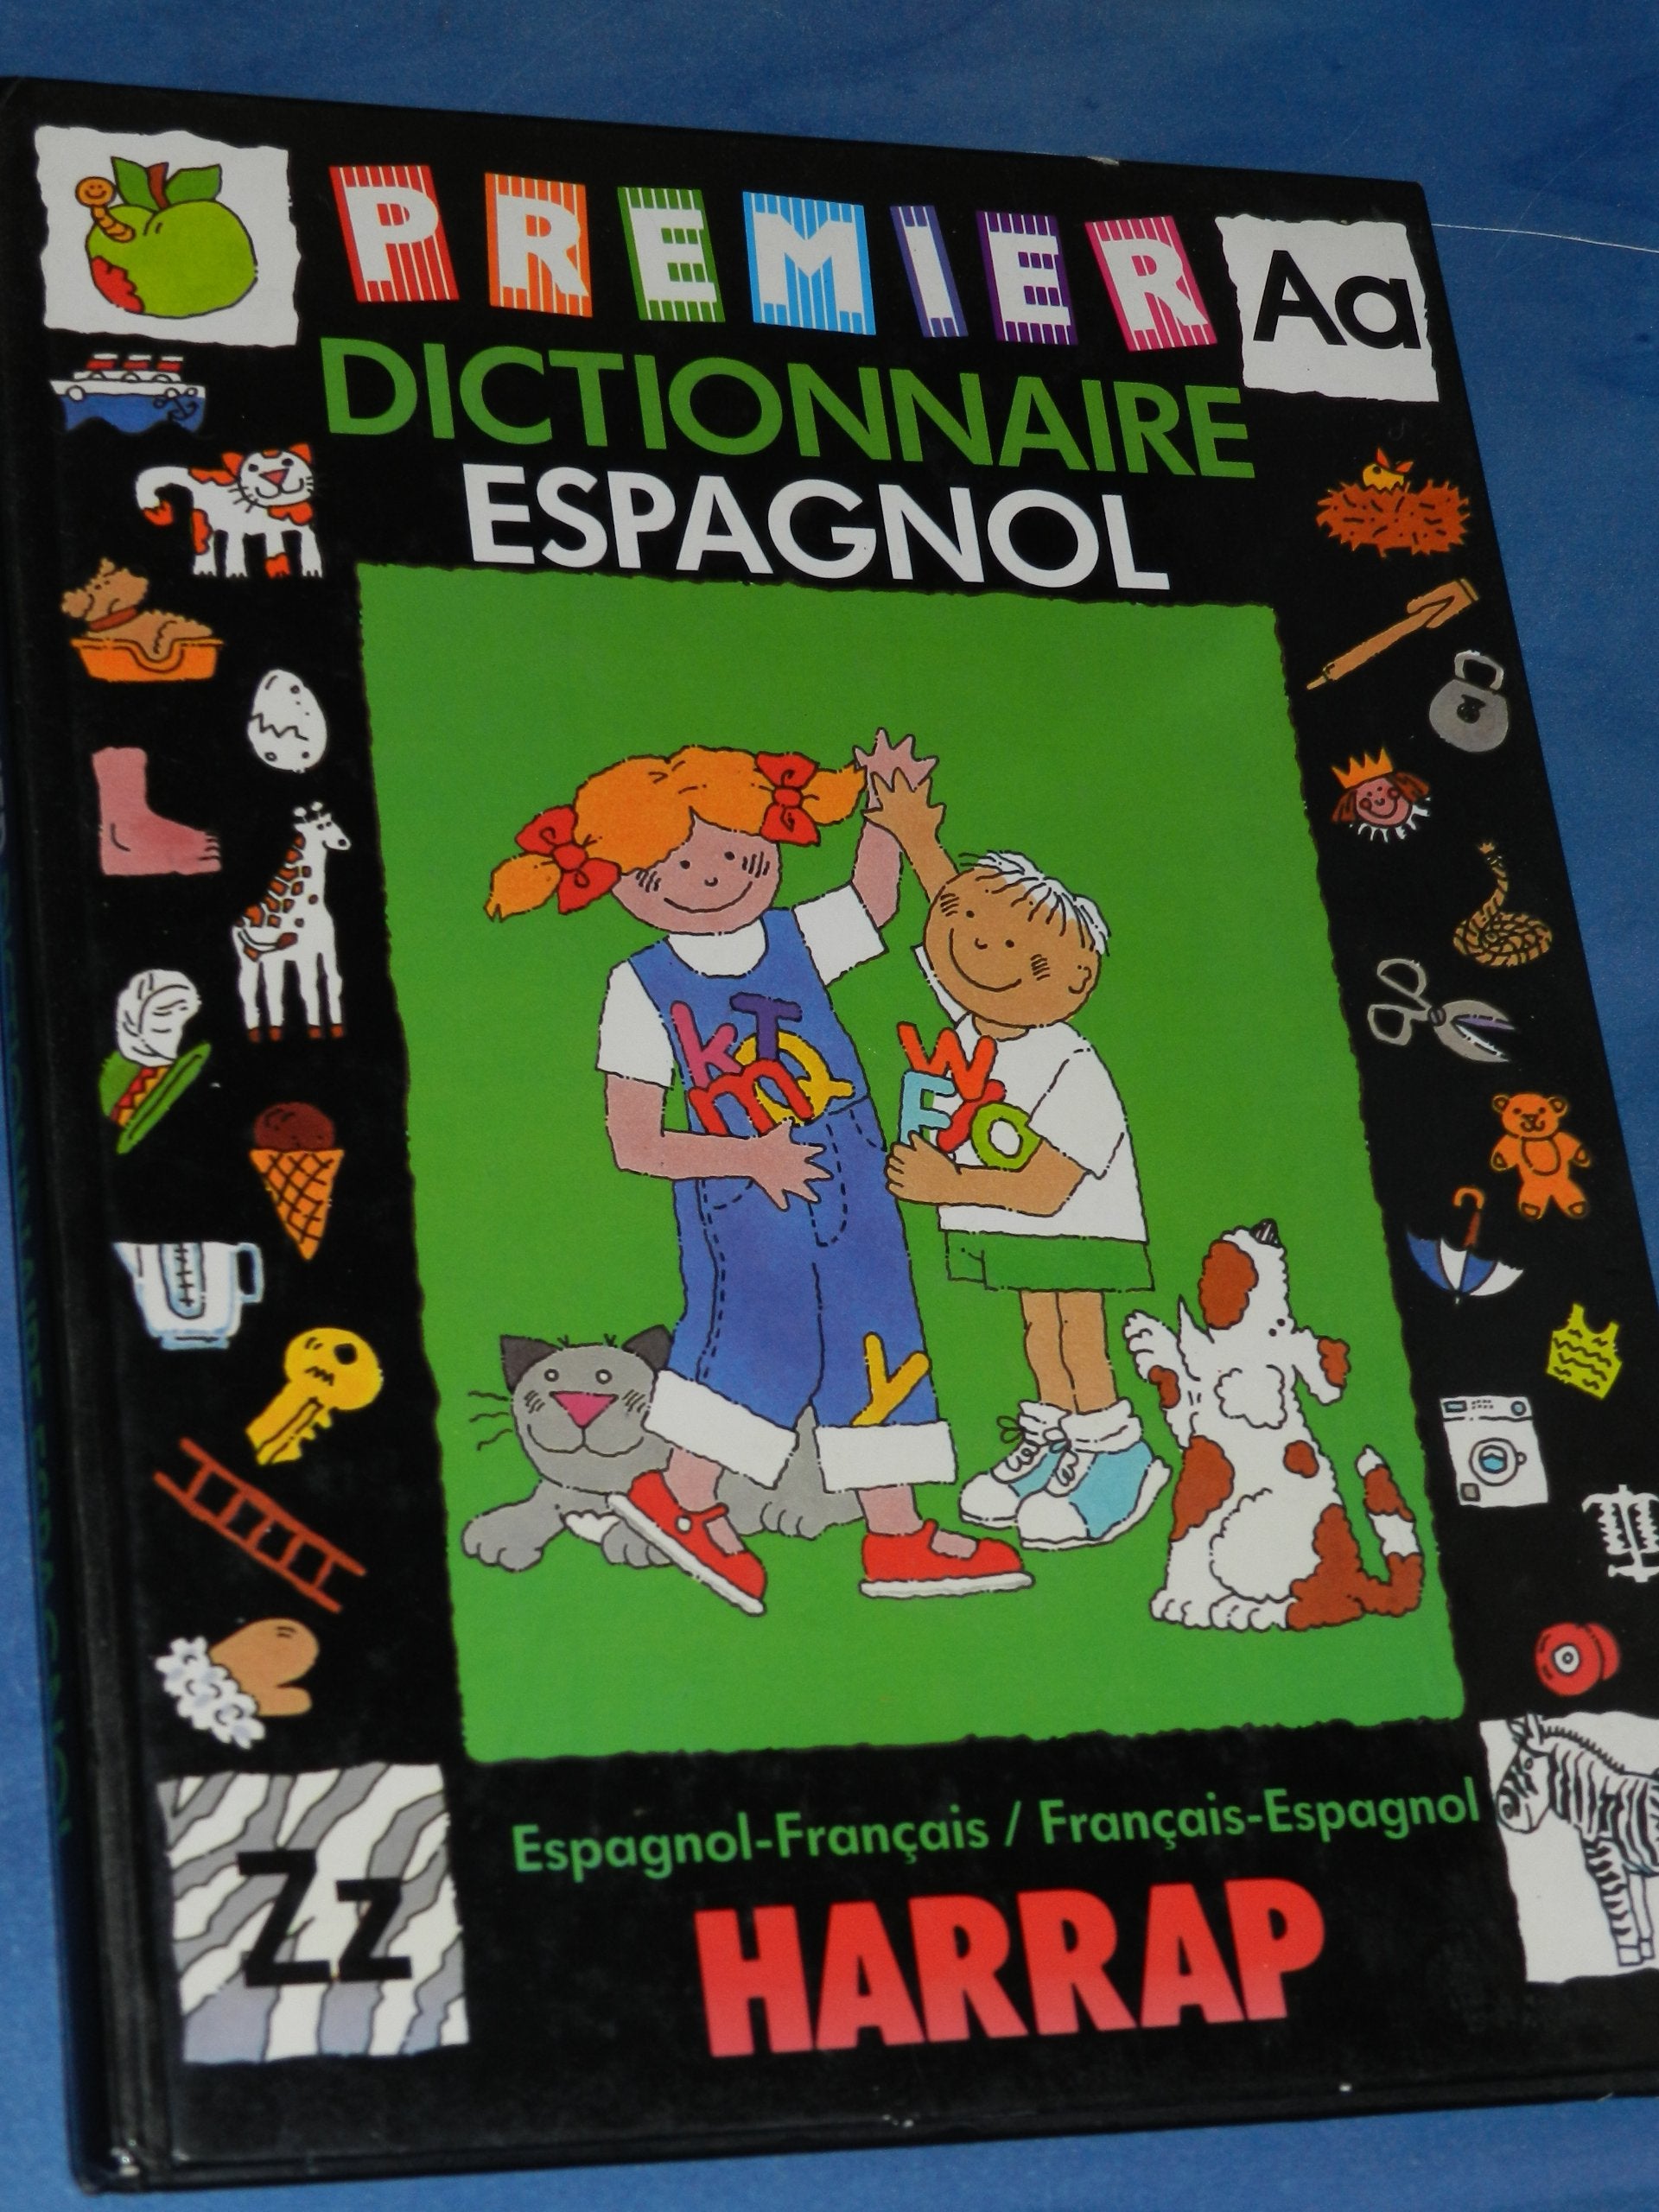 PREMIER
Aa
DICTIONNAIRE
ESPAGNOL
k T
m Q
W
F O
y
Espagnol-Français / Français-Espagnol
Zz
HARRAP